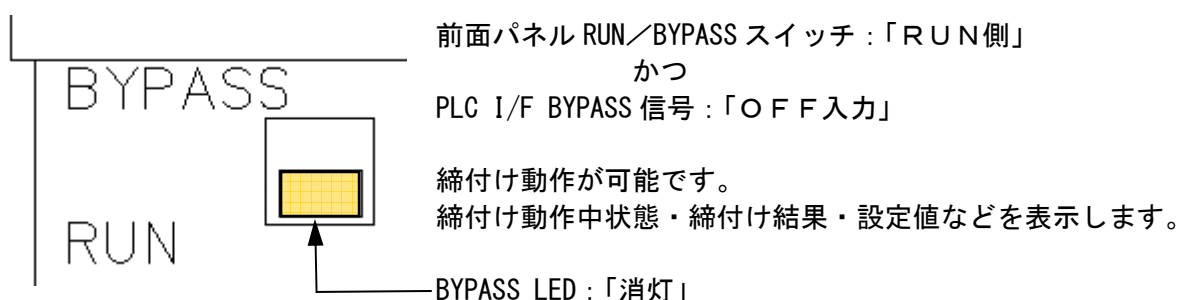 BYPASS
RUN
前面パネル RUN／BYPASS スイッチ：「ＲＵＮ側」
かつ
PLC I/F BYPASS 信号：「ＯＦＦ入力」
締付け動作が可能です。
締付け動作中状態・締付け結果・設定値などを表示します。
BYPASS LED：「消灯」